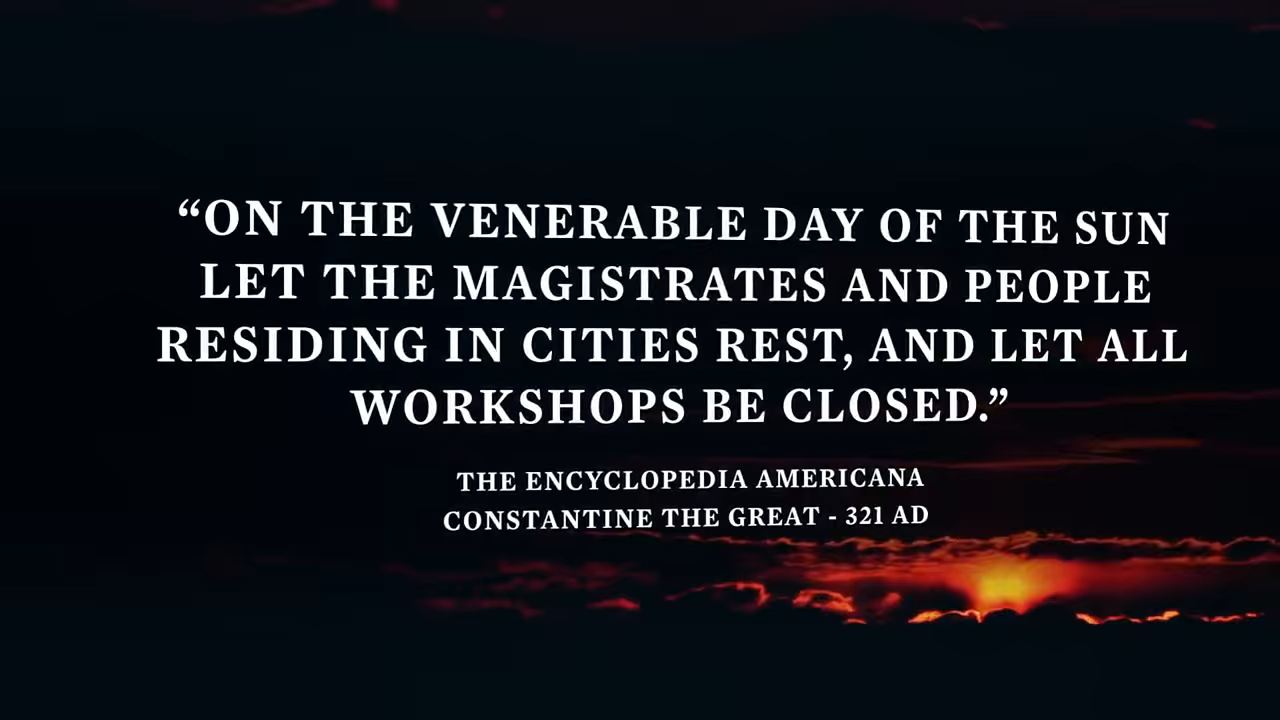 “ON THE VENERABLE DAY OF THE SUN
LET THE MAGISTRATES AND PEOPLE
RESIDING IN CITIES REST, AND LET ALL
WORKSHOPS BE CLOSED.”
THE ENCYCLOPEDIA AMERICANA
CONSTANTINE THE GREAT - 321 AD